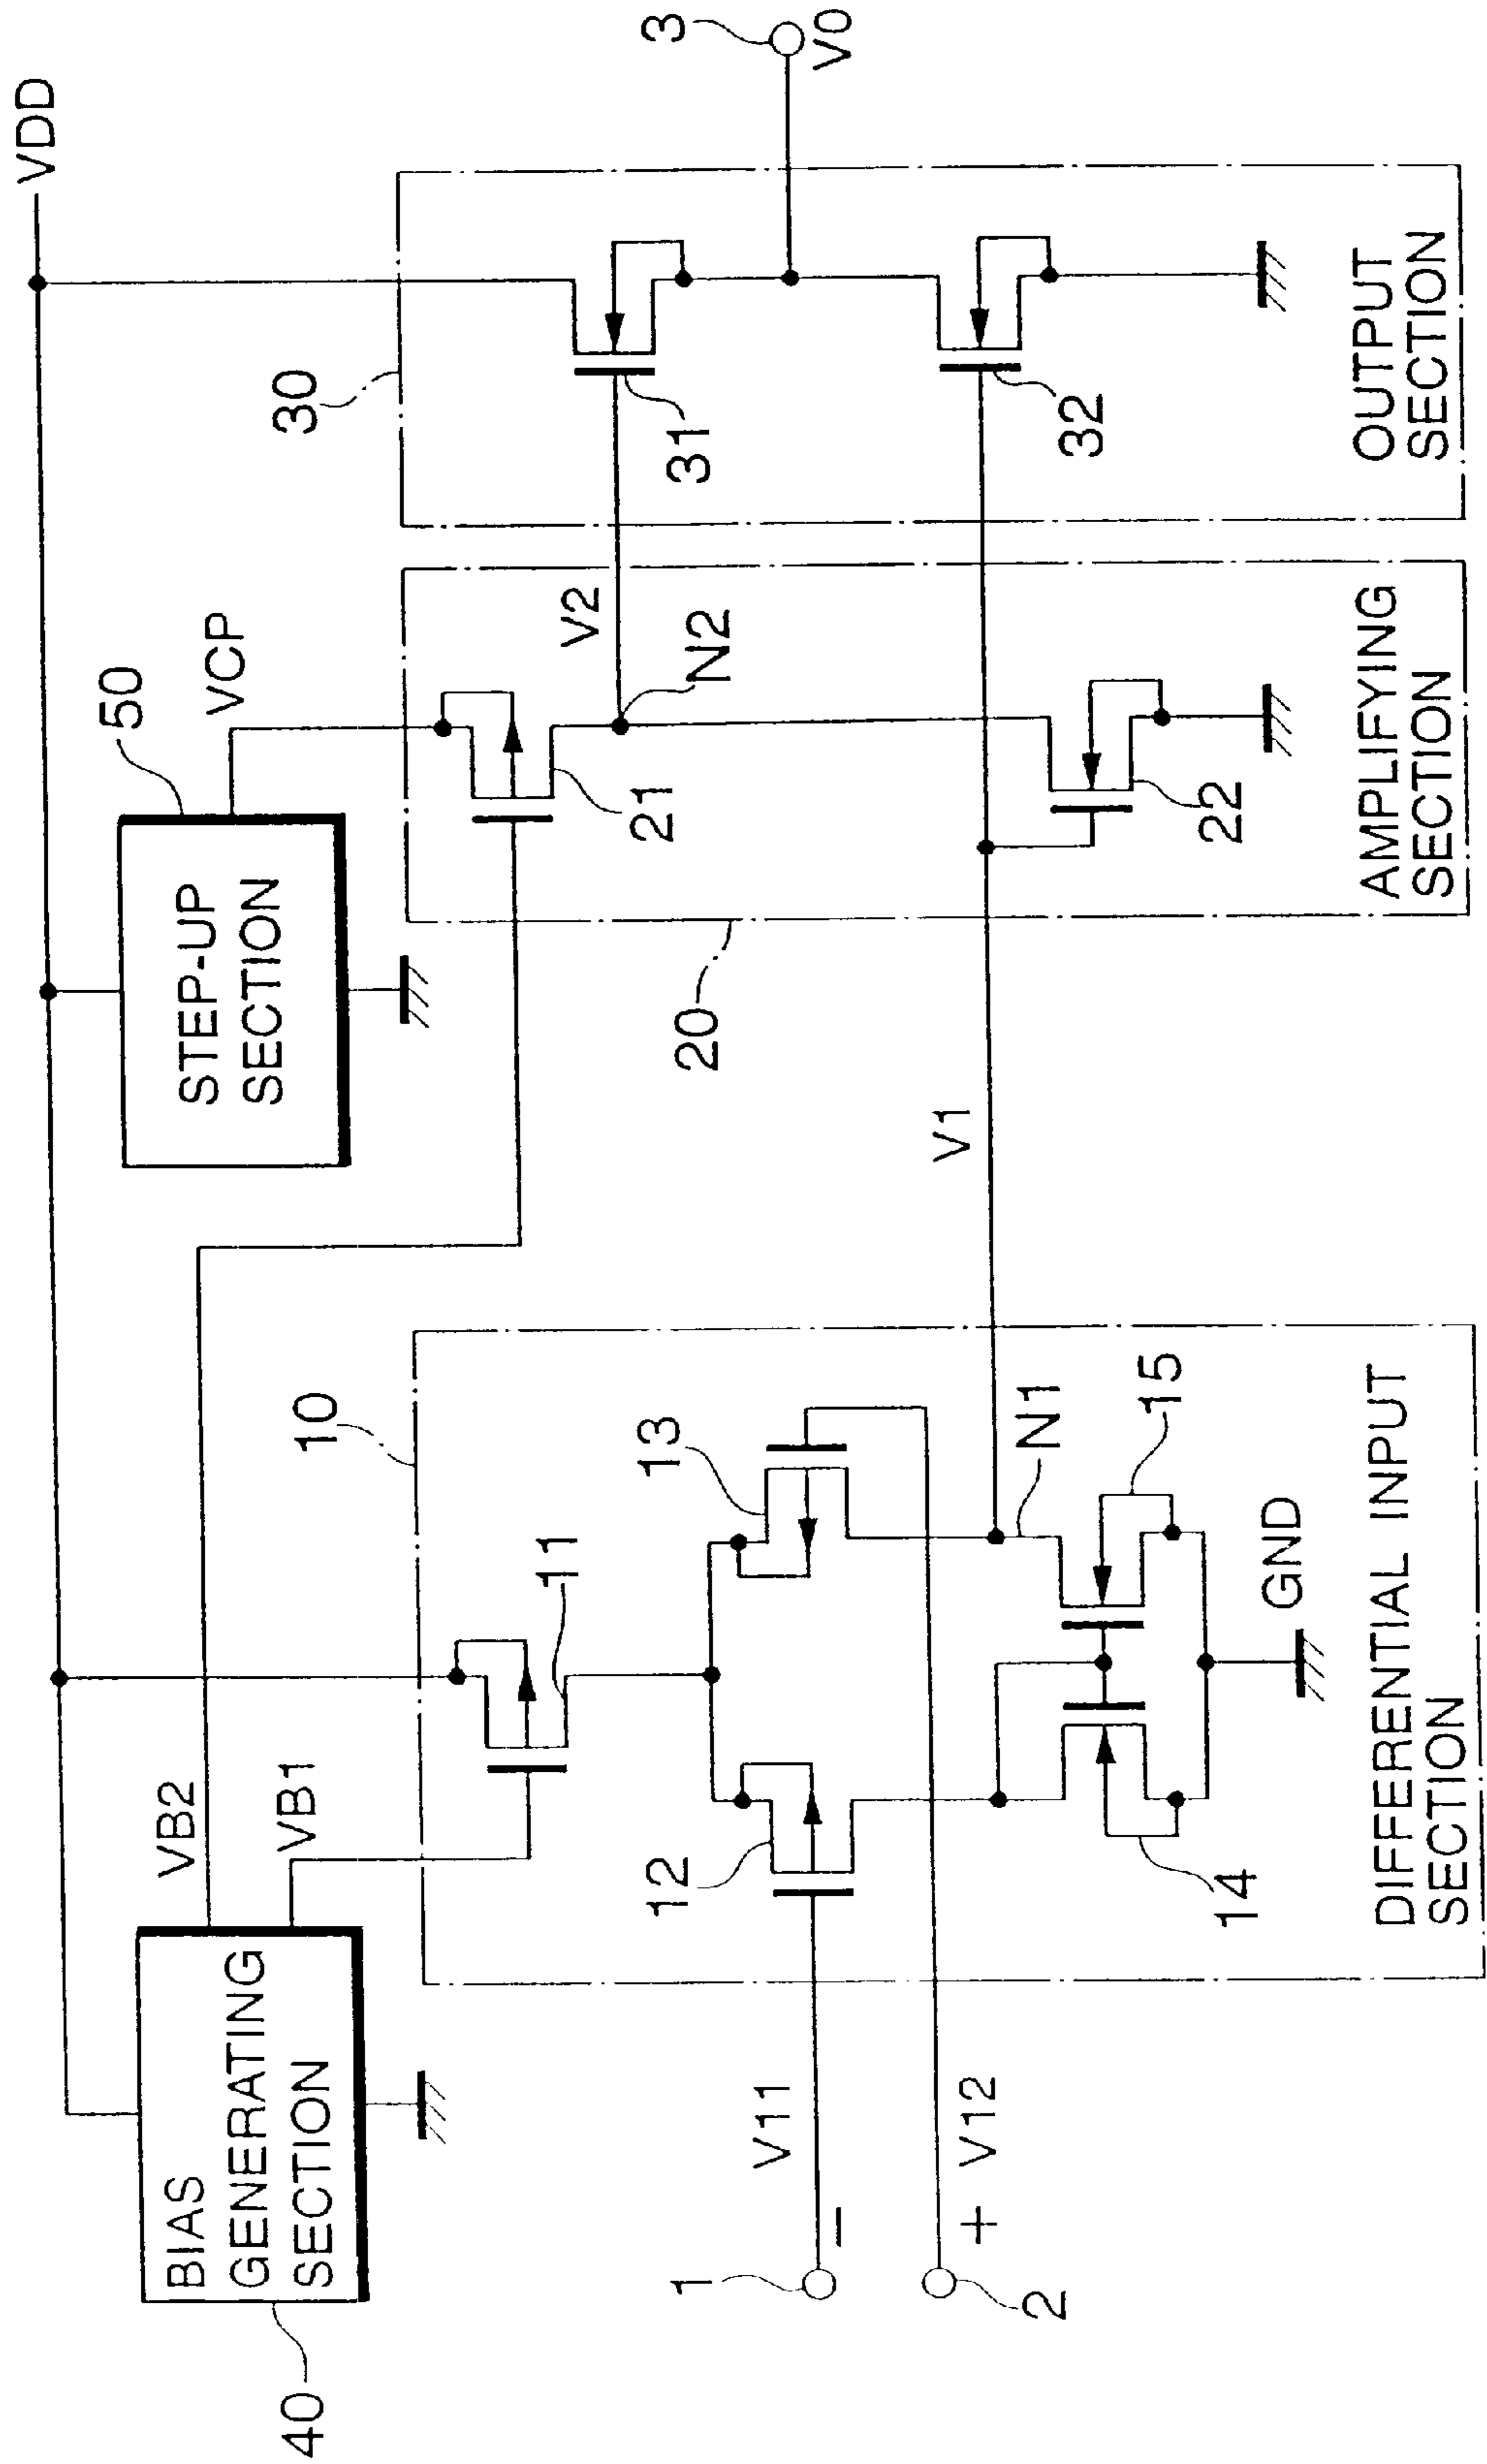 VDD
40
BIAS
GENERATING
SECTION
VB2
VB1
50
STEP-UP
SECTION
VCP
10
11
12
13
14
15
N1
GND
DIFFERENTIAL INPUT
SECTION
1
−
V11
2
+
V12
V1
20
21
22
V2
N2
AMPLIFYING
SECTION
30
31
32
OUTPUT
SECTION
3
V0